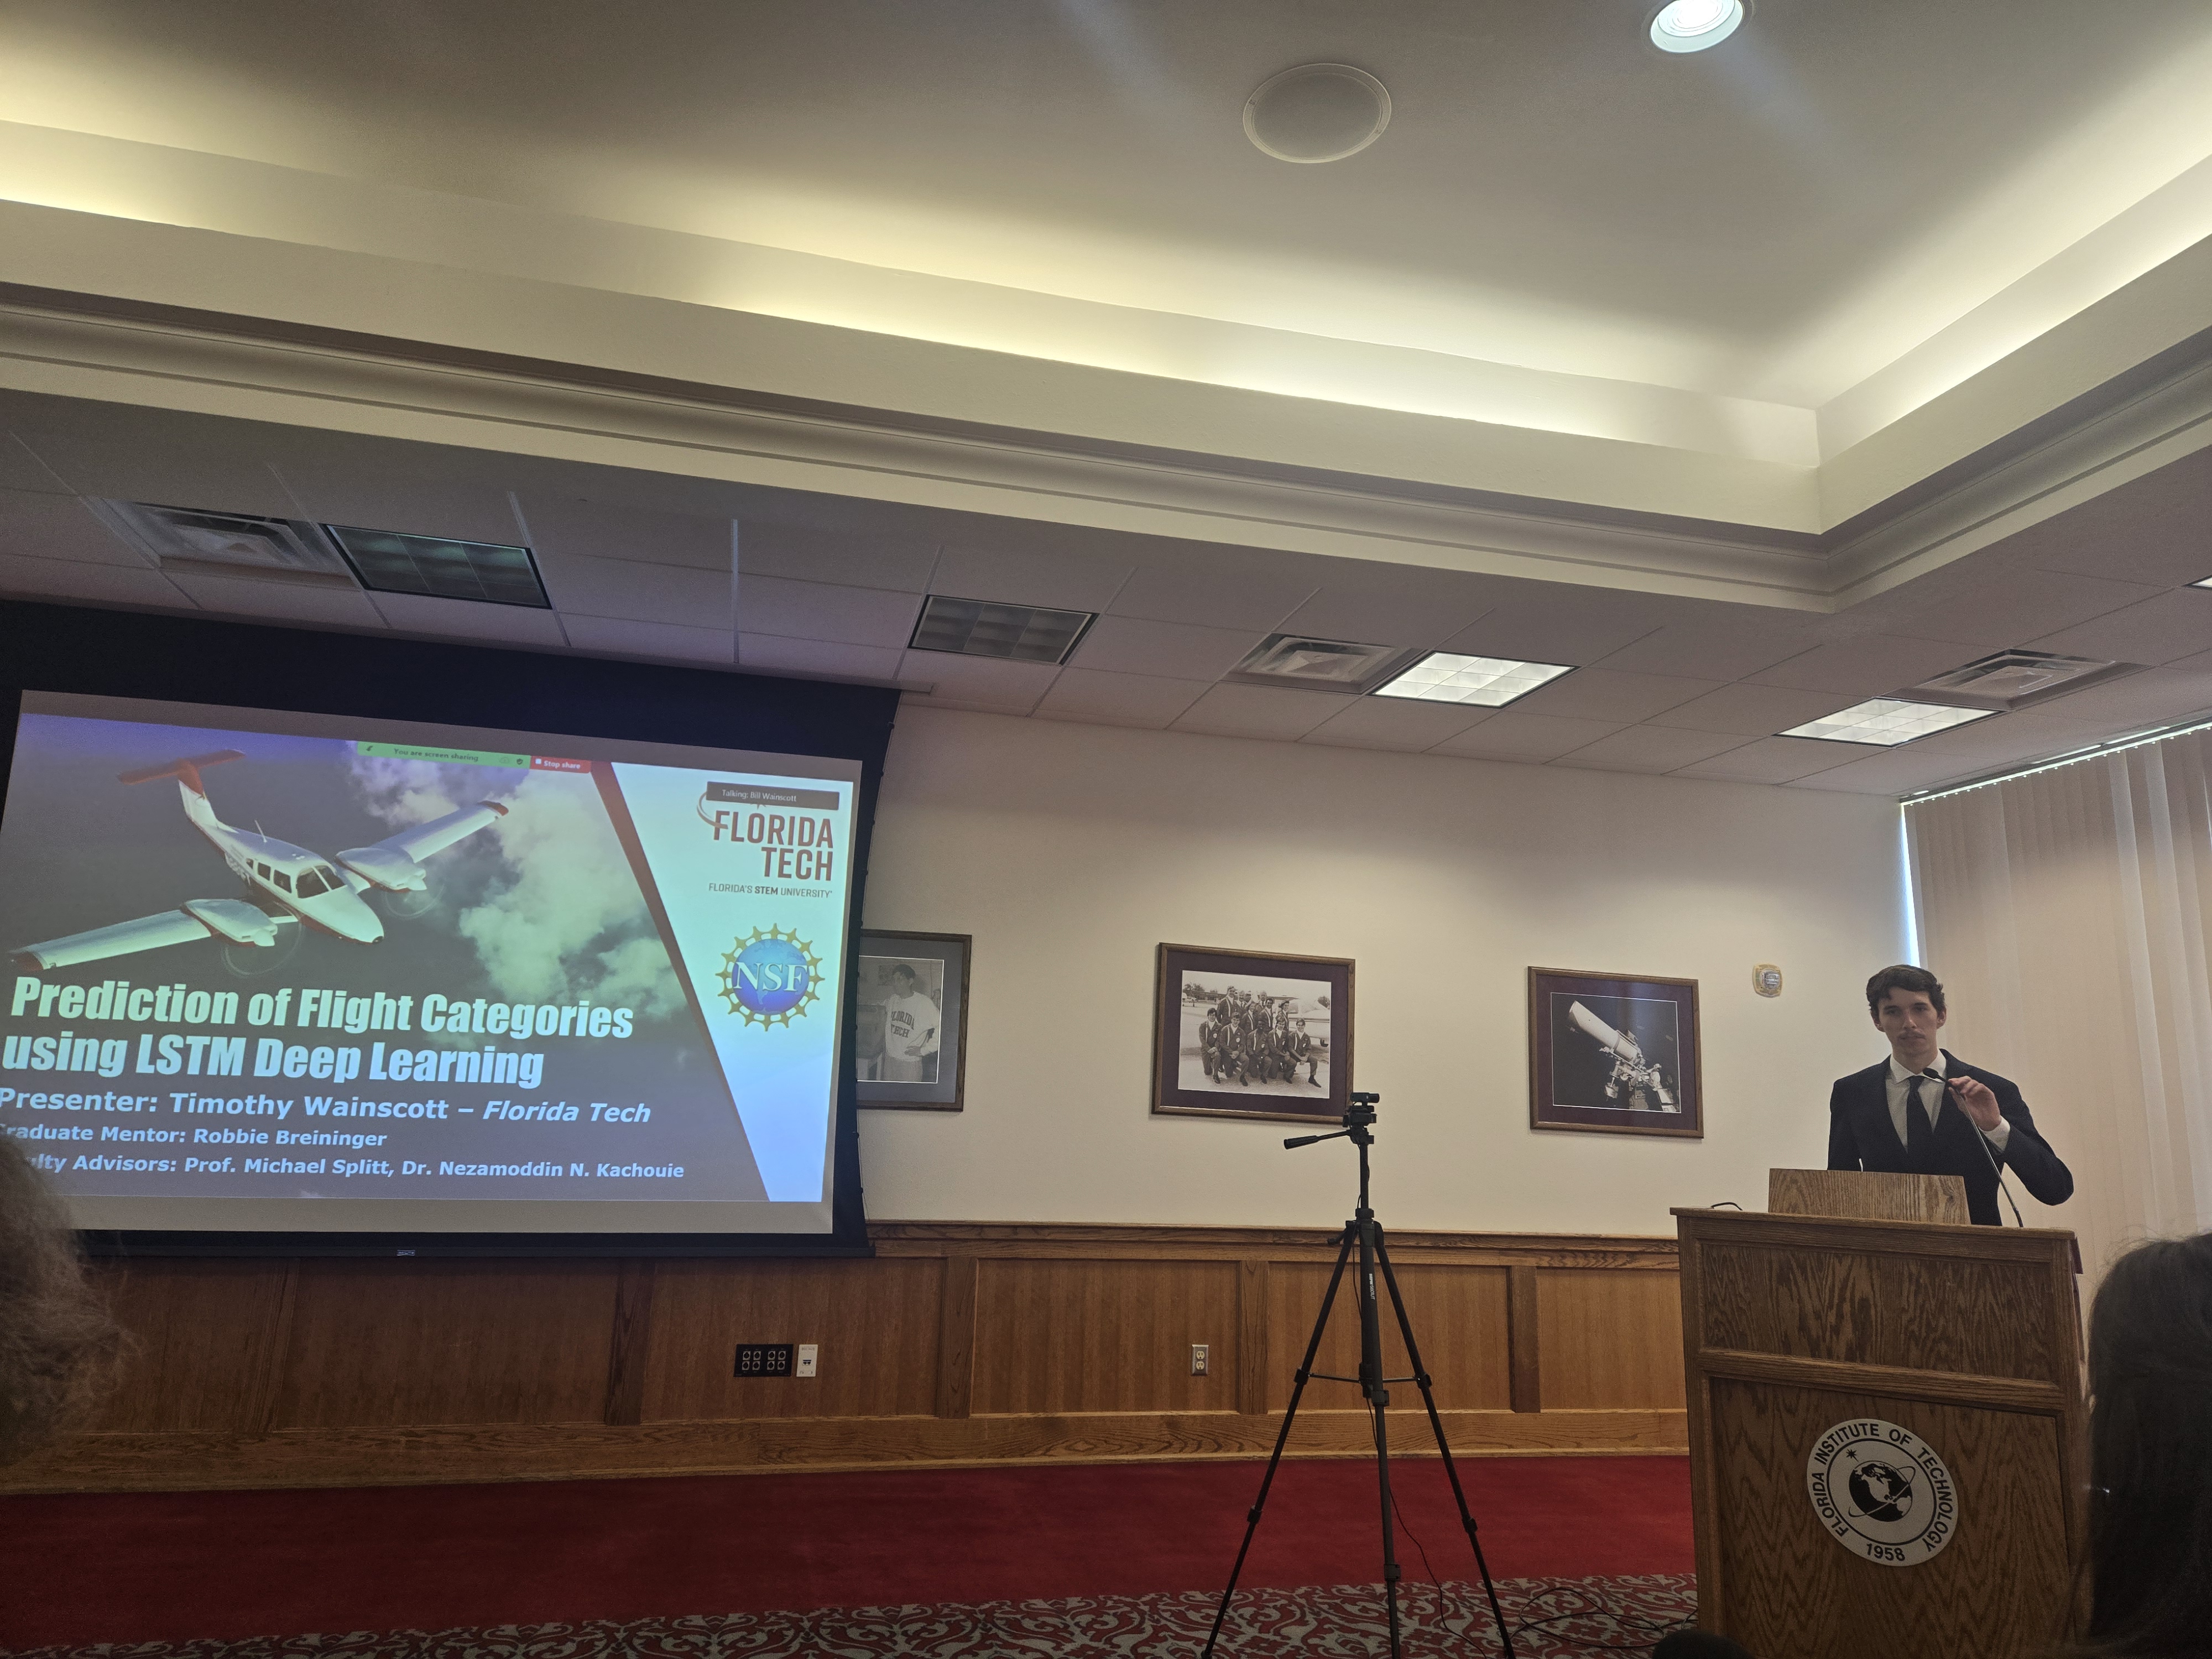 You are screen sharing
Stop share
Talking: Bill Wainscott
FLORIDA
TECH
FLORIDA'S STEM UNIVERSITY
NSF
Prediction of Flight Categories
using LSTM Deep Learning
Presenter: Timothy Wainscott – Florida Tech
raduate Mentor: Robbie Breininger
ulty Advisors: Prof. Michael Splitt, Dr. Nezamoddin N. Kachouie
FLORIDA
TECH
FLORIDA INSTITUTE OF TECHNOLOGY
1958